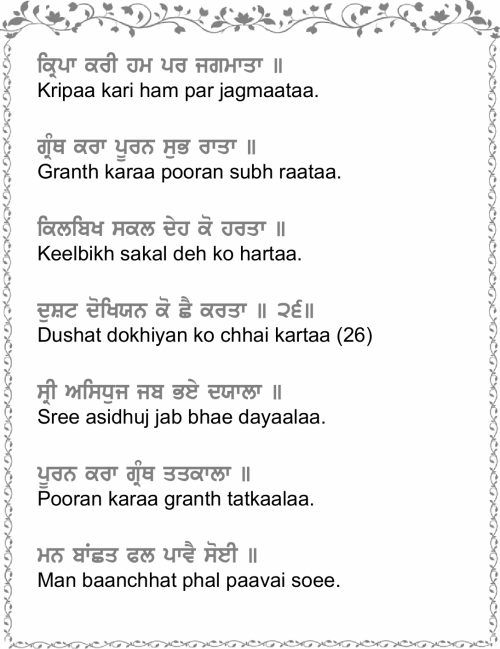 ਕ੍ਰਿਪਾ ਕਰੀ ਹਮ ਪਰ ਜਗਮਾਤਾ ॥
Kripaa kari ham par jagmaataa.
ਗ੍ਰੰਥ ਕਰਾ ਪੂਰਨ ਸੁਭ ਰਾਤਾ ॥
Granth karaa pooran subh raataa.
ਕਿਲਬਿਖ ਸਕਲ ਦੇਹ ਕੋ ਹਰਤਾ ॥
Keelbikh sakal deh ko hartaa.
ਦੁਸ਼ਟ ਦੋਖਿਯਨ ਕੋ ਛੈ ਕਰਤਾ ॥ ੨੬॥
Dushat dokhiyan ko chhai kartaa (26)
ਸ੍ਰੀ ਅਸਿਧੁਜ ਜਬ ਭਏ ਦਯਾਲਾ ॥
Sree asidhuj jab bhae dayaalaa.
ਪੂਰਨ ਕਰਾ ਗ੍ਰੰਥ ਤਤਕਾਲਾ ॥
Pooran karaa granth tatkaalaa.
ਮਨ ਬਾਂਛਤ ਫਲ ਪਾਵੈ ਸੋਈ ॥
Man baanchhat phal paavai soee.